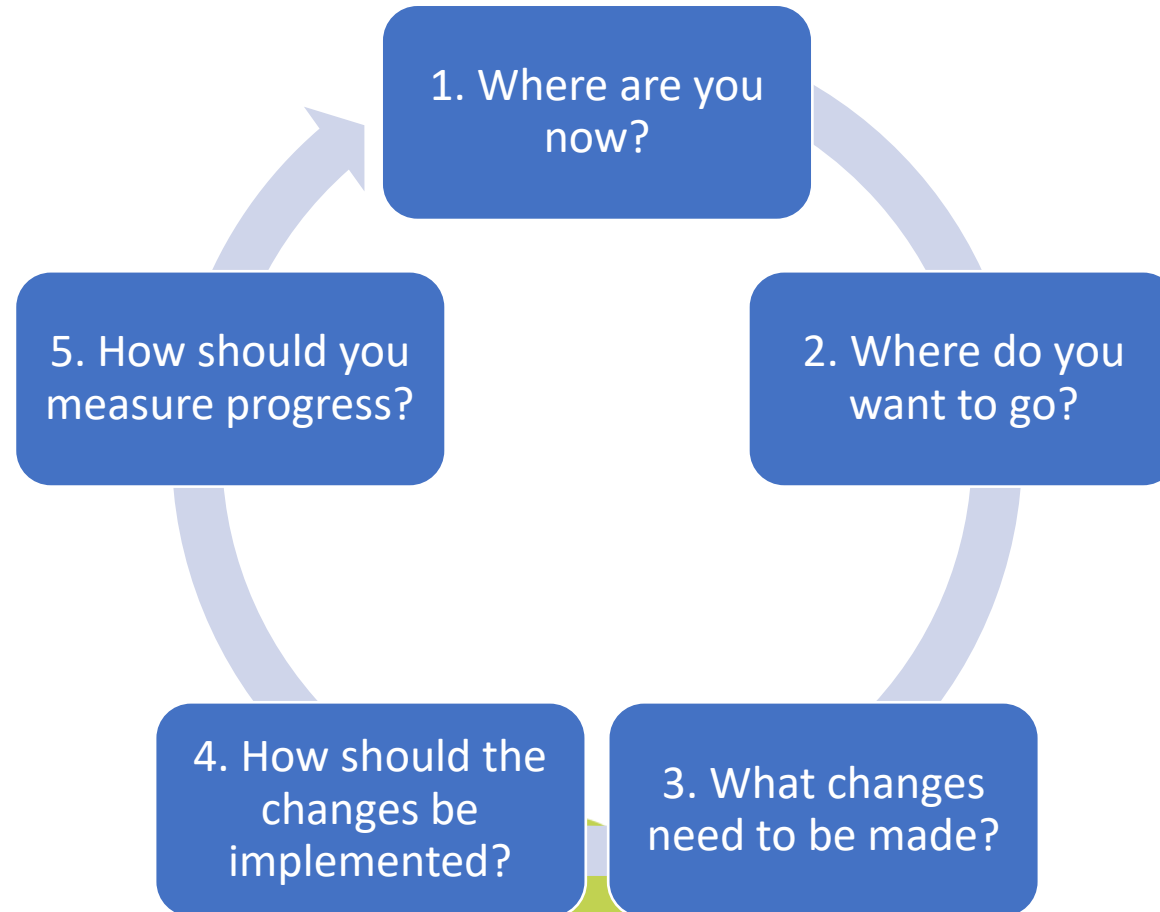 1. Where are you
now?
2. Where do you
want to go?
3. What changes
need to be made?
4. How should the
changes be
implemented?
5. How should you
measure progress?